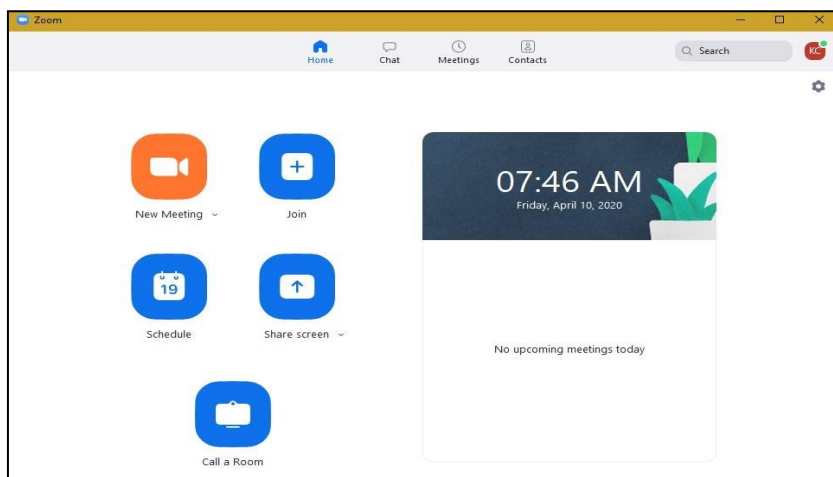 Zoom
Home
Chat
Meetings
Contacts
Search
KC
New Meeting
Join
19
Schedule
Share screen
Call a Room
07:46 AM
Friday, April 10, 2020
No upcoming meetings today